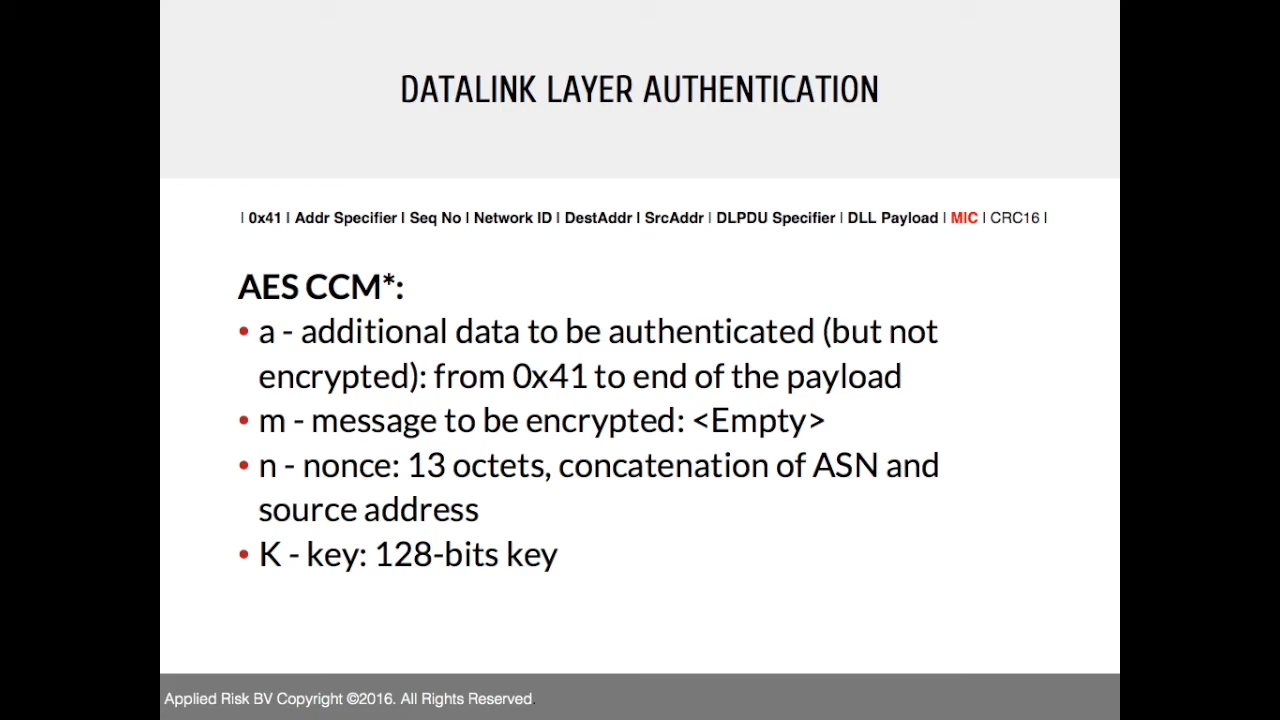 DATALINK LAYER AUTHENTICATION
| 0x41 | Addr Specifier | Seq No | Network ID | DestAddr | SrcAddr | DLPDU Specifier | DLL Payload | MIC | CRC16 |
AES CCM*:
• a - additional data to be authenticated (but not
encrypted): from 0x41 to end of the payload
• m - message to be encrypted: <Empty>
• n - nonce: 13 octets, concatenation of ASN and
source address
• K - key: 128-bits key
Applied Risk BV Copyright ©2016. All Rights Reserved.